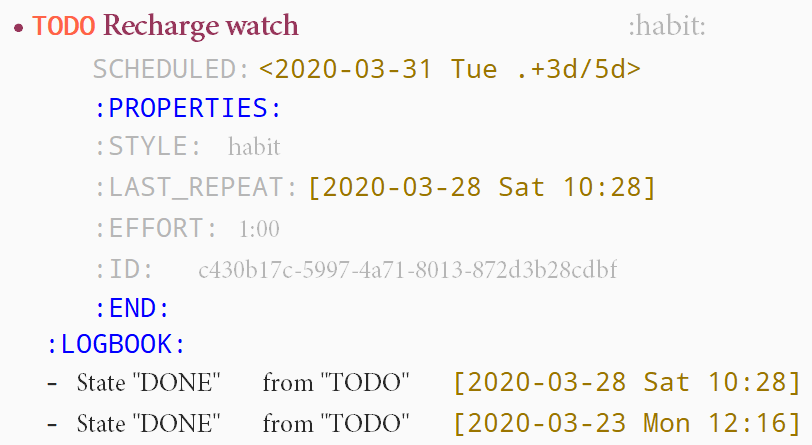 • TODO Recharge watch :habit:
SCHEDULED: <2020-03-31 Tue .+3d/5d>
:PROPERTIES:
:STYLE: habit
:LAST_REPEAT: [2020-03-28 Sat 10:28]
:EFFORT: 1:00
:ID: c430b17c-5997-4a71-8013-872d3b28cdbf
:END:
:LOGBOOK:
- State "DONE" from "TODO" [2020-03-28 Sat 10:28]
- State "DONE" from "TODO" [2020-03-23 Mon 12:16]